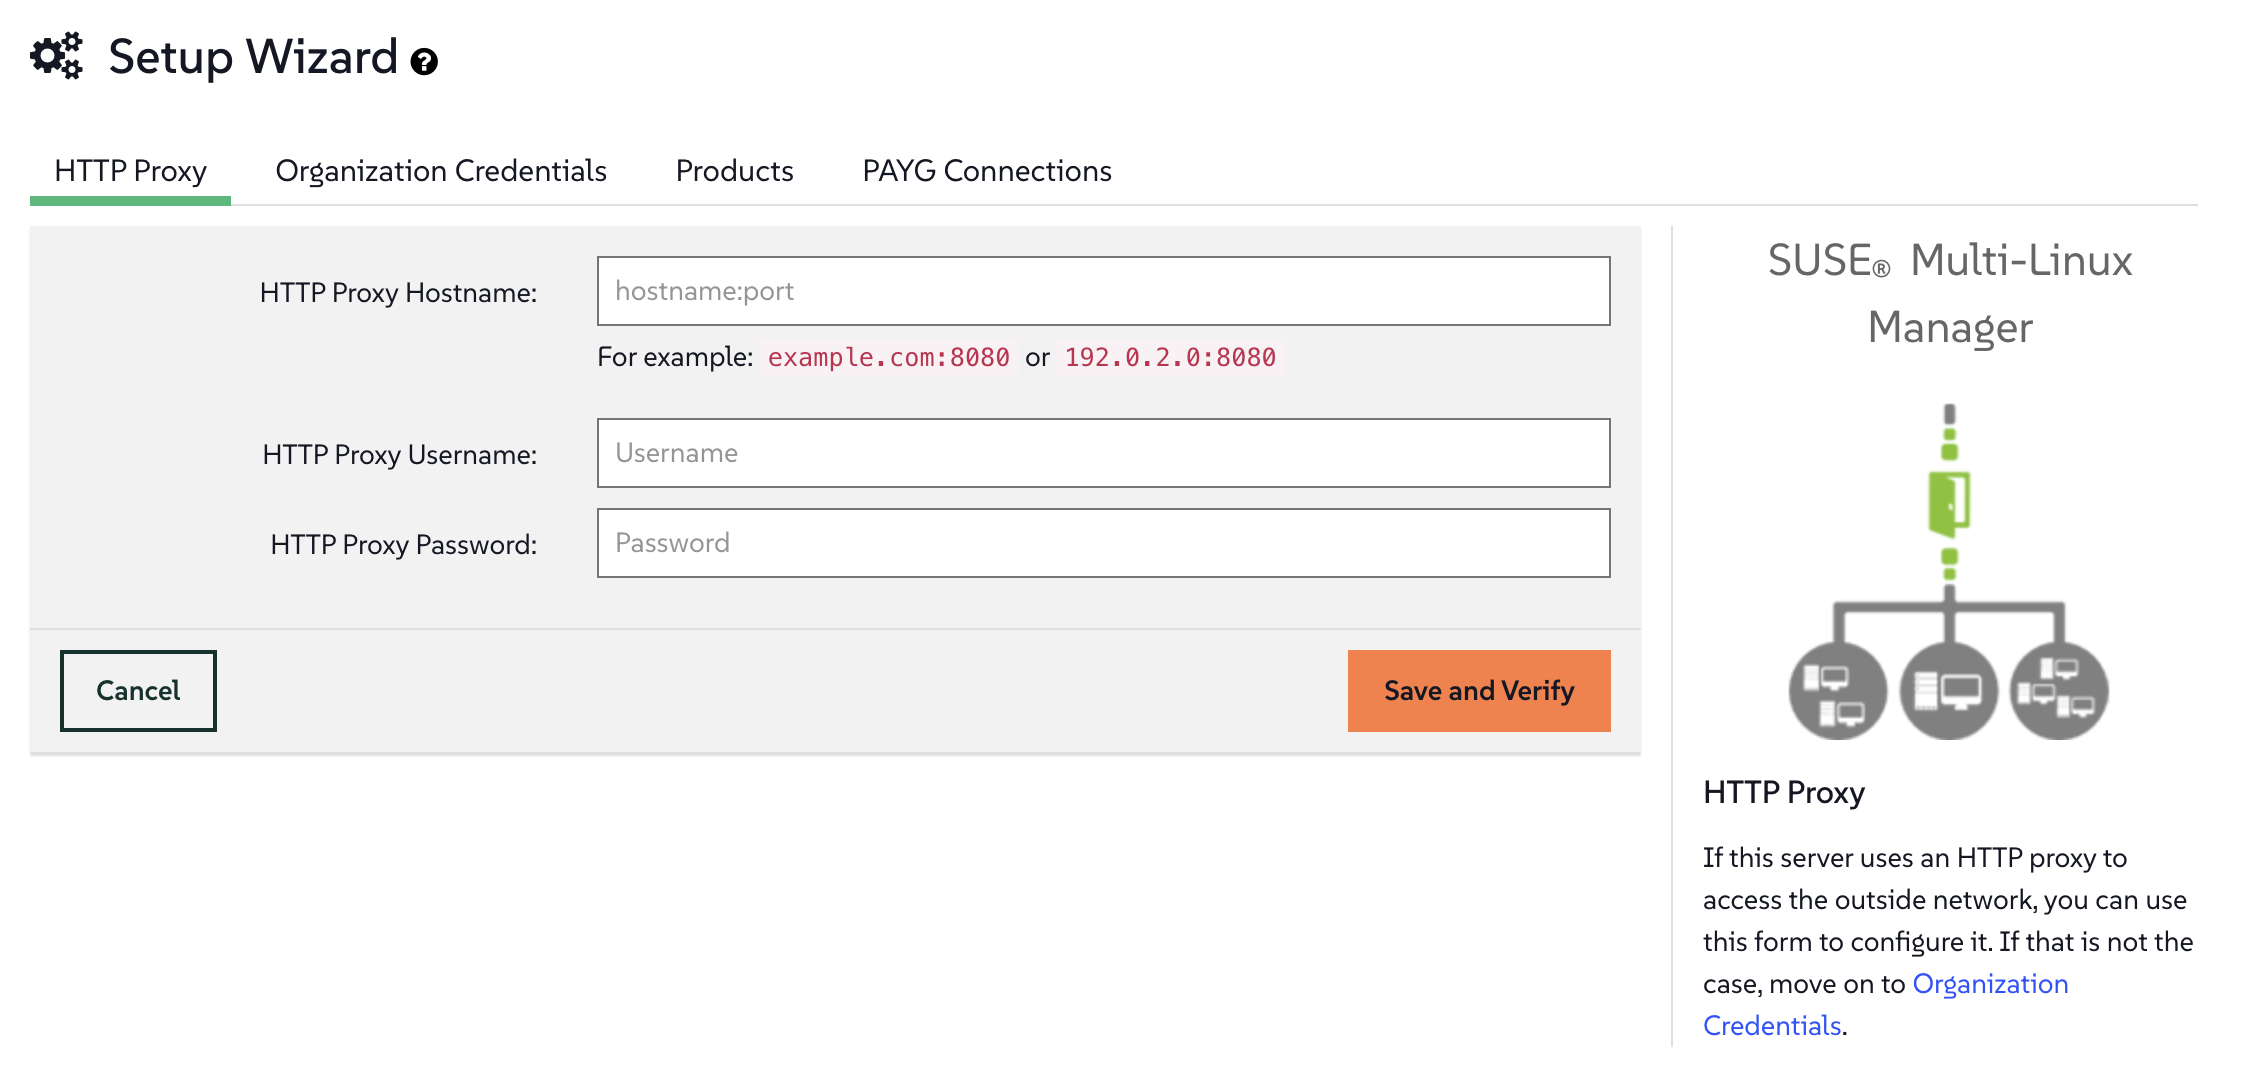 Setup Wizard ?
HTTP Proxy Organization Credentials Products PAYG Connections
HTTP Proxy Hostname: hostname:port
For example: example.com:8080 or 192.0.2.0:8080
HTTP Proxy Username: Username
HTTP Proxy Password: Password
Cancel Save and Verify
SUSE® Multi-Linux
Manager
HTTP Proxy
If this server uses an HTTP proxy to
access the outside network, you can use
this form to configure it. If that is not the
case, move on to Organization
Credentials.